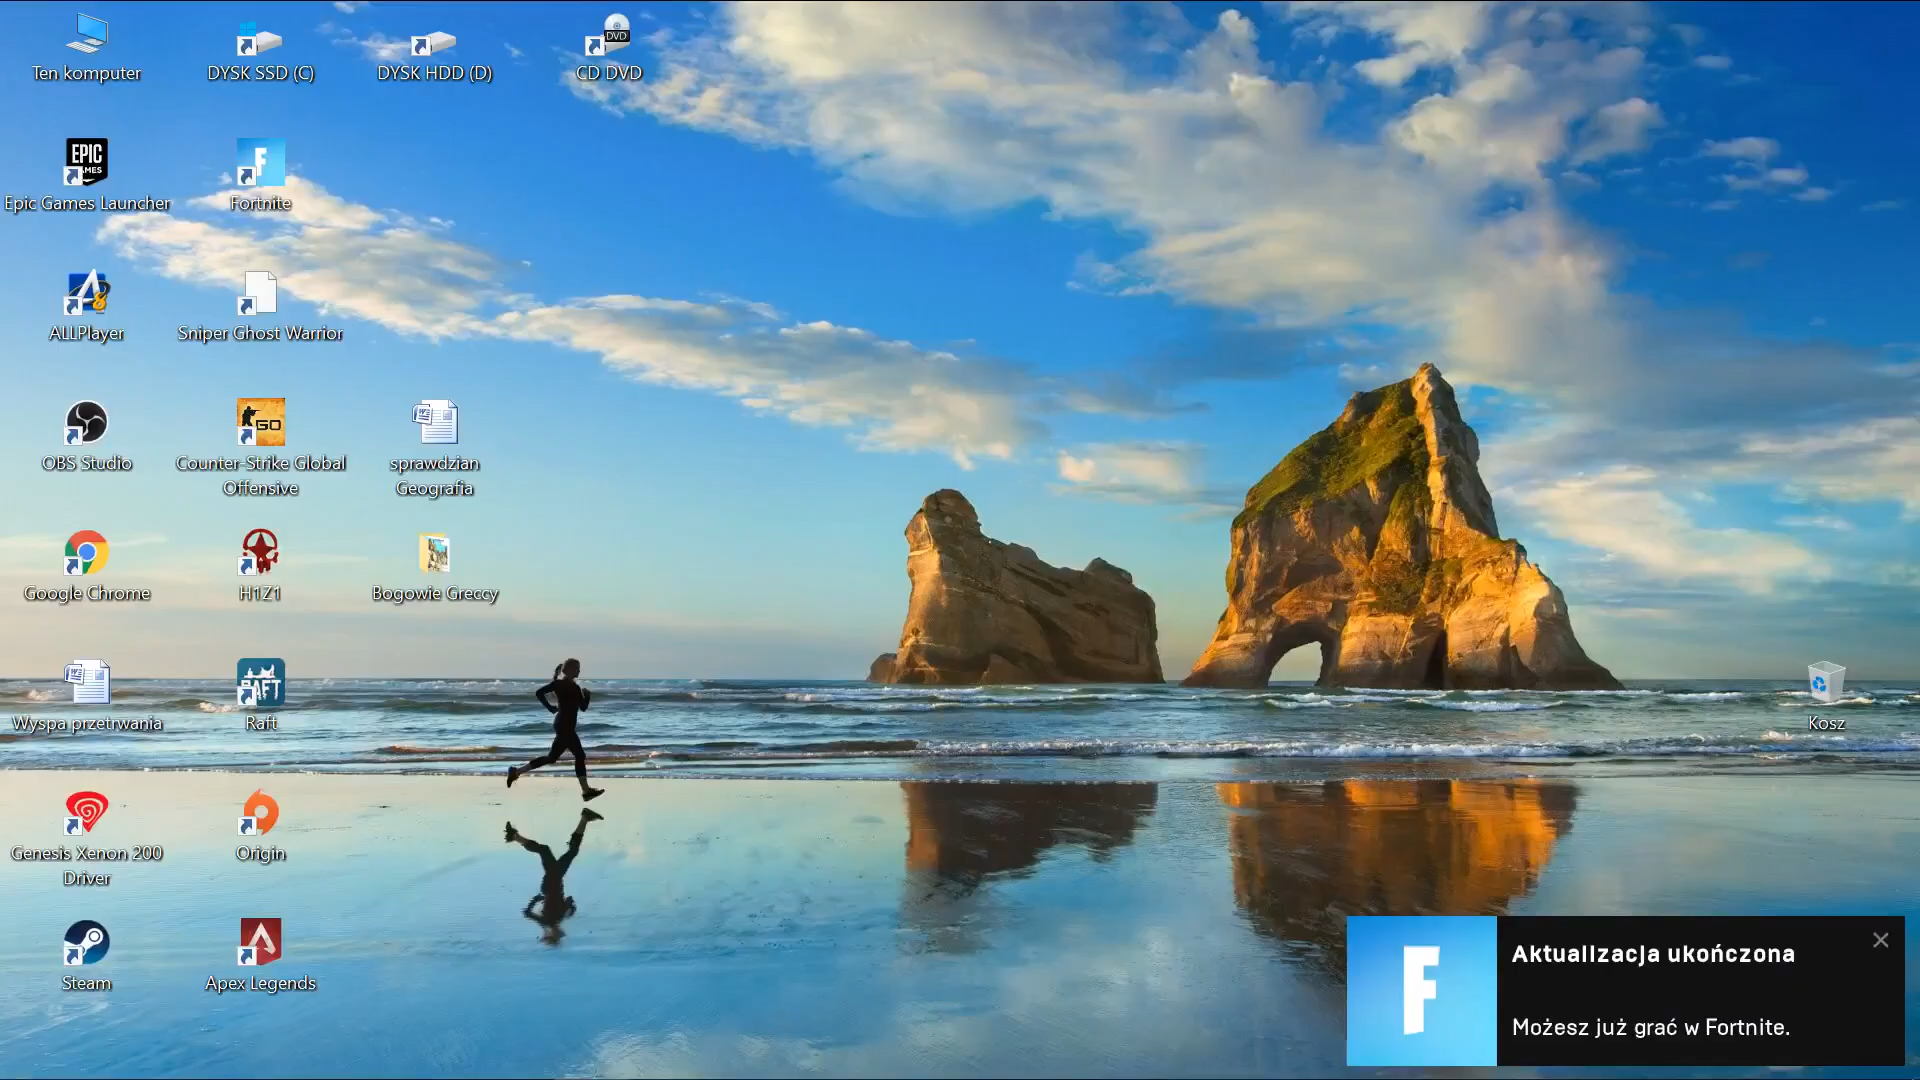 Ten komputer
DYSK SSD (C)
DYSK HDD (D)
DVD
CD DVD
EPIC
GAMES
Epic Games Launcher
F
Fortnite
ALLPlayer
Sniper Ghost Warrior
OBS Studio
GO
Counter-Strike Global
Offensive
sprawdzian
Geografia
Google Chrome
H1Z1
Bogowie Greccy
Wyspa przetrwania
RAFT
Raft
Kosz
Genesis Xenon 200
Driver
Origin
Steam
Apex Legends
F
Aktualizacja ukończona
Możesz już grać w Fortnite.